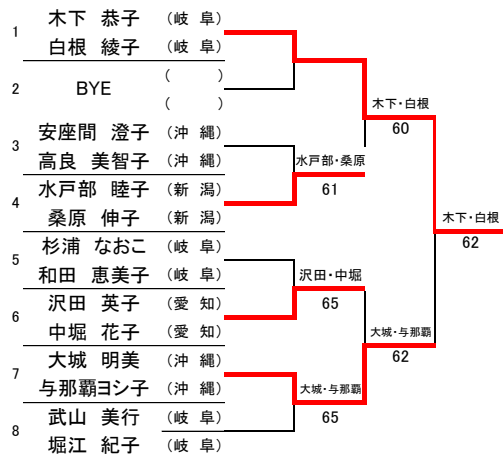 1 木下 恭子 (岐 阜)
白根 綾子 (岐 阜)
2 BYE ( )
( )
木下・白根
60
3 安座間 澄子 (沖 縄)
高良 美智子 (沖 縄)
水戸部・桑原
61
4 水戸部 睦子 (新 潟)
桑原 伸子 (新 潟)
木下・白根
62
5 杉浦 なおこ (岐 阜)
和田 恵美子 (岐 阜)
沢田・中堀
65
6 沢田 英子 (愛 知)
中堀 花子 (愛 知)
大城・与那覇
62
7 大城 明美 (沖 縄)
与那覇ヨシ子 (沖 縄)
大城・与那覇
65
8 武山 美行 (岐 阜)
堀江 紀子 (岐 阜)